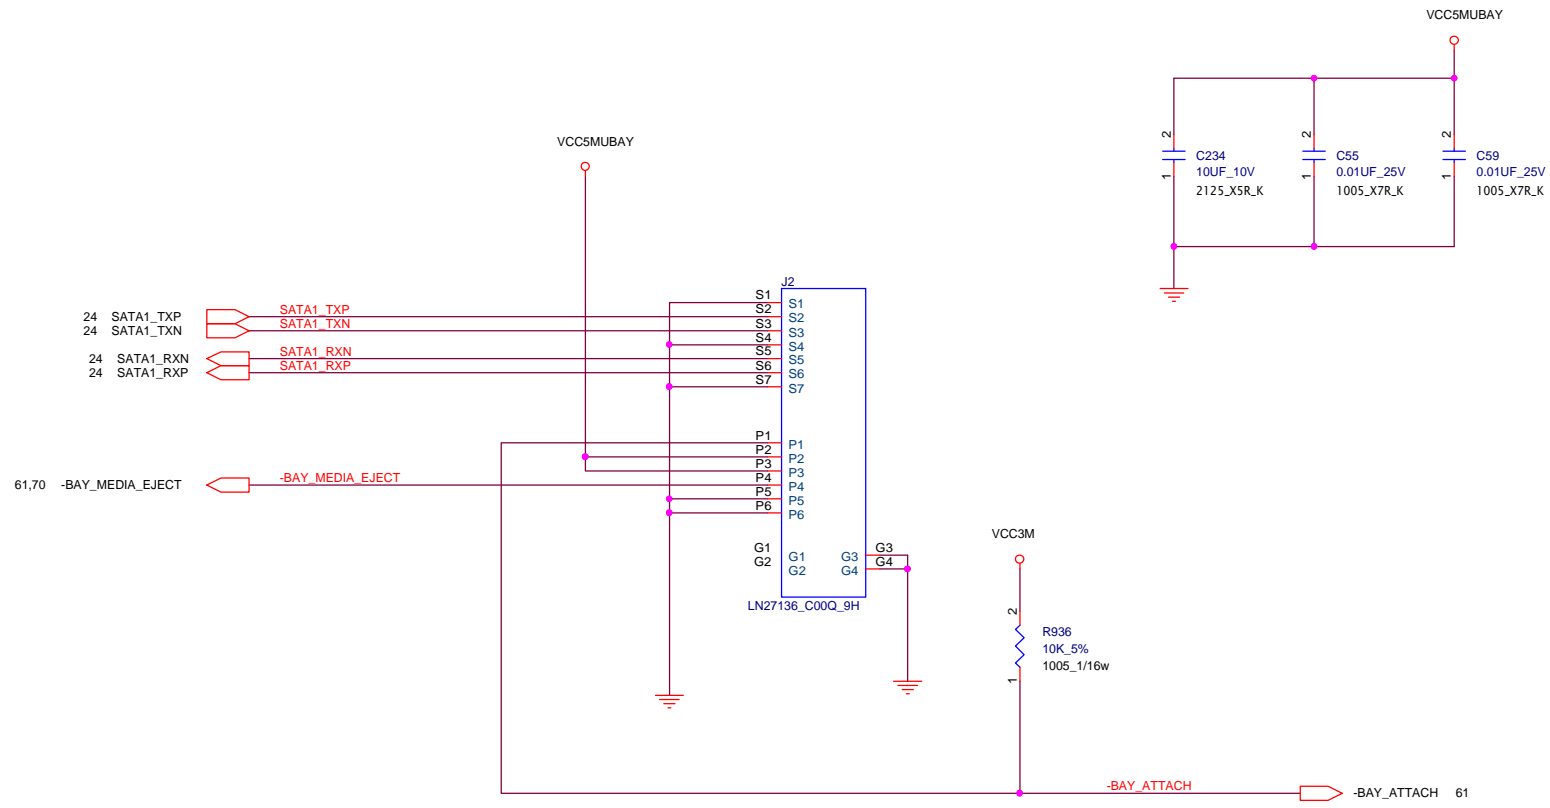 VCC5MUBAY
2
2
2
C234
10UF_10V
2125_X5R_K
1
C55
0.01UF_25V
1005_X7R_K
1
C59
0.01UF_25V
1005_X7R_K
1
VCC5MUBAY
J2
24 SATA1_TXP
SATA1_TXP
24 SATA1_TXN
SATA1_TXN
24 SATA1_RXN
SATA1_RXN
24 SATA1_RXP
SATA1_RXP
S1 S1
S2 S2
S3 S3
S4 S4
S5 S5
S6 S6
S7 S7
P1 P1
P2 P2
P3 P3
P4 P4
P5 P5
P6 P6
61,70 -BAY_MEDIA_EJECT
-BAY_MEDIA_EJECT
G1 G1 G3 G3
G2 G2 G4 G4
LN27136_C00Q_9H
VCC3M
2
R936
10K_5%
1005_1/16w
1
-BAY_ATTACH
-BAY_ATTACH 61